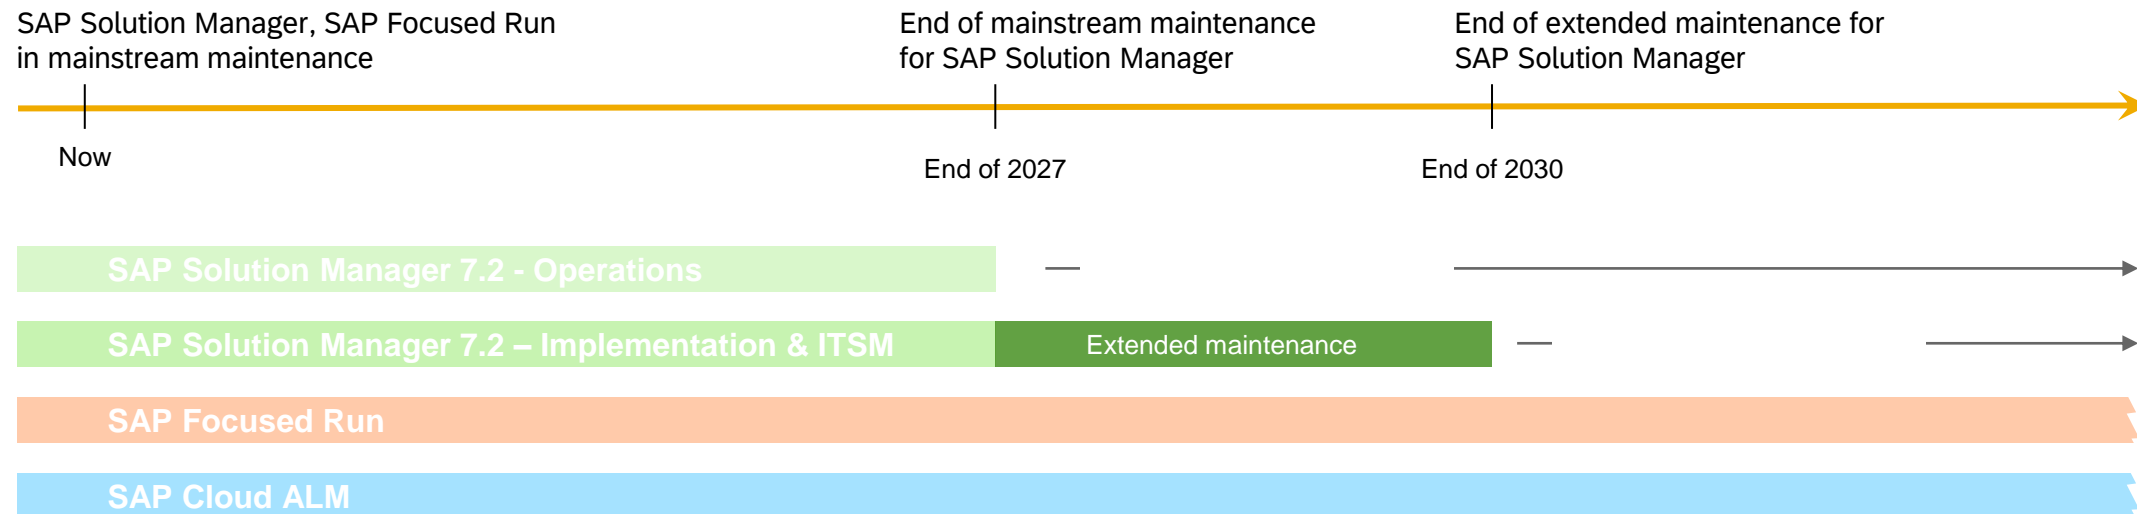 SAP Solution Manager, SAP Focused Run
in mainstream maintenance
End of mainstream maintenance
for SAP Solution Manager
End of extended maintenance for
SAP Solution Manager
Now
End of 2027
End of 2030
SAP Solution Manager 7.2 - Operations
SAP Solution Manager 7.2 – Implementation & ITSM
Extended maintenance
SAP Focused Run
SAP Cloud ALM